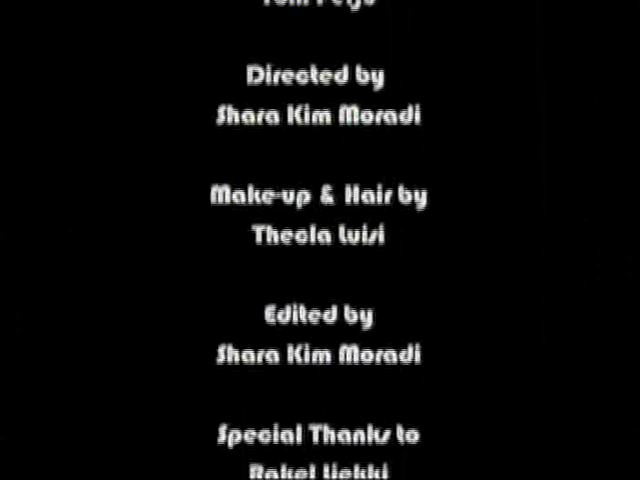 Directed by
Shara Kim Moradi
Make-up & Hair by
Theola Luisi
Edited by
Shara Kim Moradi
Special Thanks to